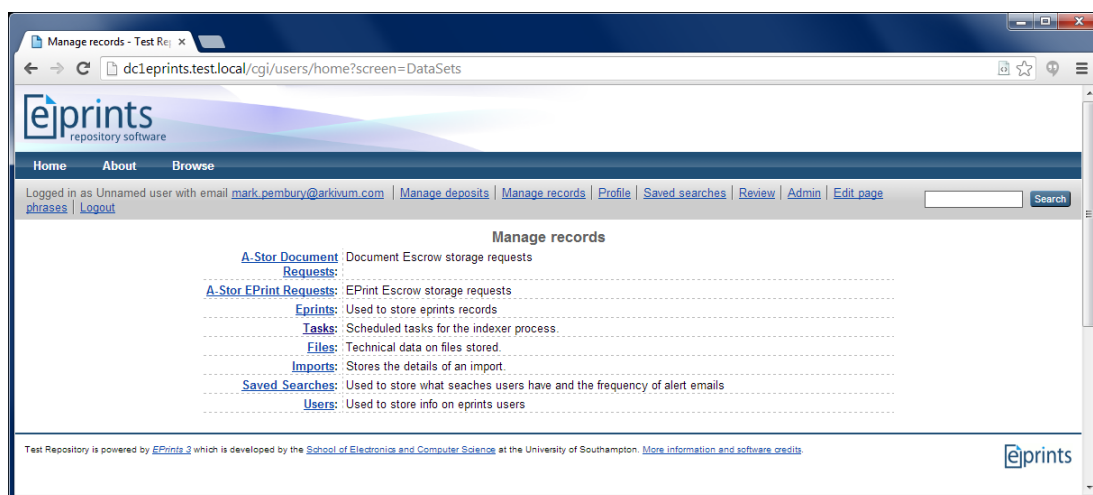 Manage records - Test Re
dc1eprints.test.local/cgi/users/home?screen=DataSets
eprints
repository software
Home About Browse
Logged in as Unnamed user with email mark.pembury@arkivum.com | Manage deposits | Manage records | Profile | Saved searches | Review | Admin | Edit page
phrases | Logout
Search
Manage records
A-Stor Document Document Escrow storage requests
Requests:
A-Stor EPrint Requests: EPrint Escrow storage requests
Eprints: Used to store eprints records
Tasks: Scheduled tasks for the indexer process.
Files: Technical data on files stored.
Imports: Stores the details of an import.
Saved Searches: Used to store what seaches users have and the frequency of alert emails
Users: Used to store info on eprints users
Test Repository is powered by EPrints 3 which is developed by the School of Electronics and Computer Science at the University of Southampton. More information and software credits.
eprints